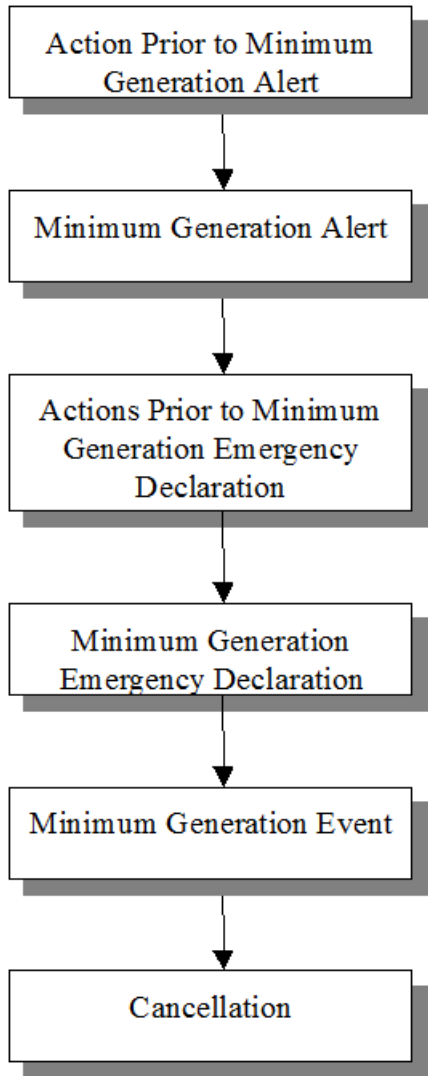 Action Prior to Minimum
Generation Alert
Minimum Generation Alert
Actions Prior to Minimum
Generation Emergency
Declaration
Minimum Generation
Emergency Declaration
Minimum Generation Event
Cancellation